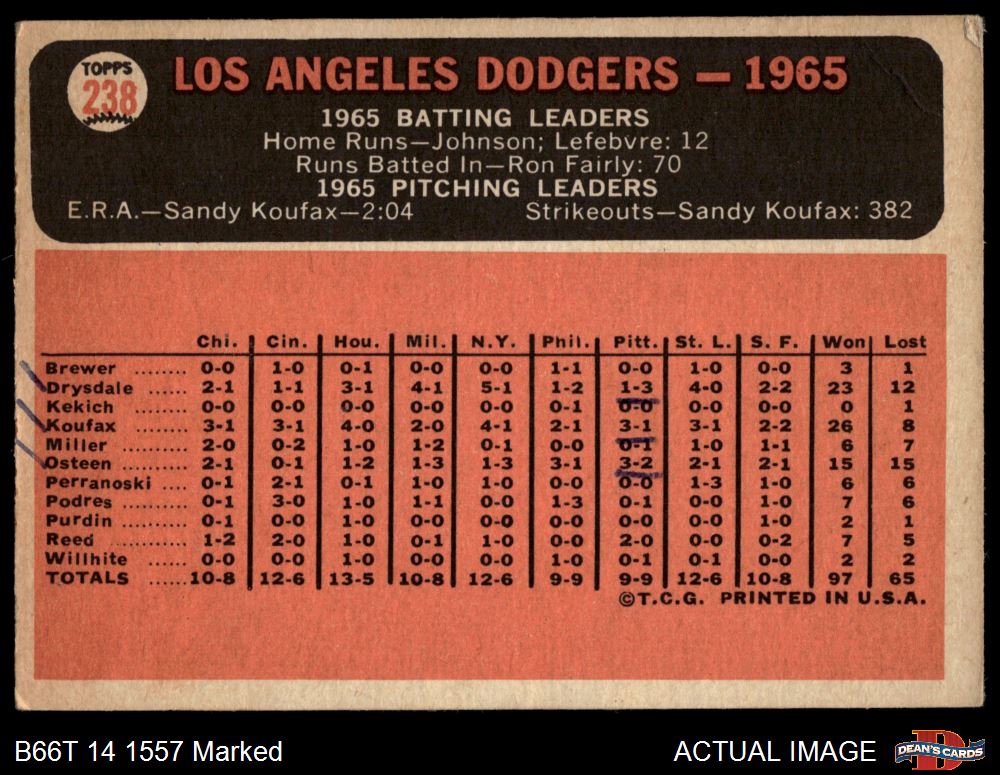 TOPPS
238
LOS ANGELES DODGERS — 1965
1965 BATTING LEADERS
Home Runs—Johnson; Lefebvre: 12
Runs Batted In—Ron Fairly: 70
1965 PITCHING LEADERS
E.R.A.—Sandy Koufax—2:04 Strikeouts—Sandy Koufax: 382
Chi. Cin. Hou. Mil. N.Y. Phil. Pitt. St. L. S. F. Won Lost
Brewer ........ 0-0 1-0 0-1 0-0 0-0 1-1 0-0 1-0 0-0 3 1
Drysdale ...... 2-1 1-1 3-1 4-1 5-1 1-2 1-3 4-0 2-2 23 12
Kekich ......... 0-0 0-0 0-0 0-0 0-0 0-1 0-0 0-0 0-0 0 1
Koufax ........ 3-1 3-1 4-0 2-0 4-1 2-1 3-1 3-1 2-2 26 8
Miller .......... 2-0 0-2 1-0 1-2 0-1 0-0 0-1 1-0 1-1 6 7
Osteen ......... 2-1 0-1 1-2 1-3 1-3 3-1 3-2 2-1 2-1 15 15
Perranoski .... 0-1 2-1 0-1 1-0 1-0 0-0 0-0 1-3 1-0 6 6
Podres ......... 0-1 3-0 1-0 1-1 0-0 1-3 0-1 0-0 1-0 7 6
Purdin ......... 0-1 0-0 1-0 0-0 0-0 0-0 0-0 0-0 1-0 2 1
Reed ........... 1-2 2-0 1-0 0-1 1-0 0-0 2-0 0-0 0-2 7 5
Willhite ........ 0-0 0-0 1-0 0-0 0-0 1-0 0-1 0-1 0-0 2 2
TOTALS ......10-8 12-6 13-5 10-8 12-6 9-9 9-9 12-6 10-8 97 65
©T.C.G. PRINTED IN U.S.A.
B66T 14 1557 Marked ACTUAL IMAGE DEAN'S CARDS